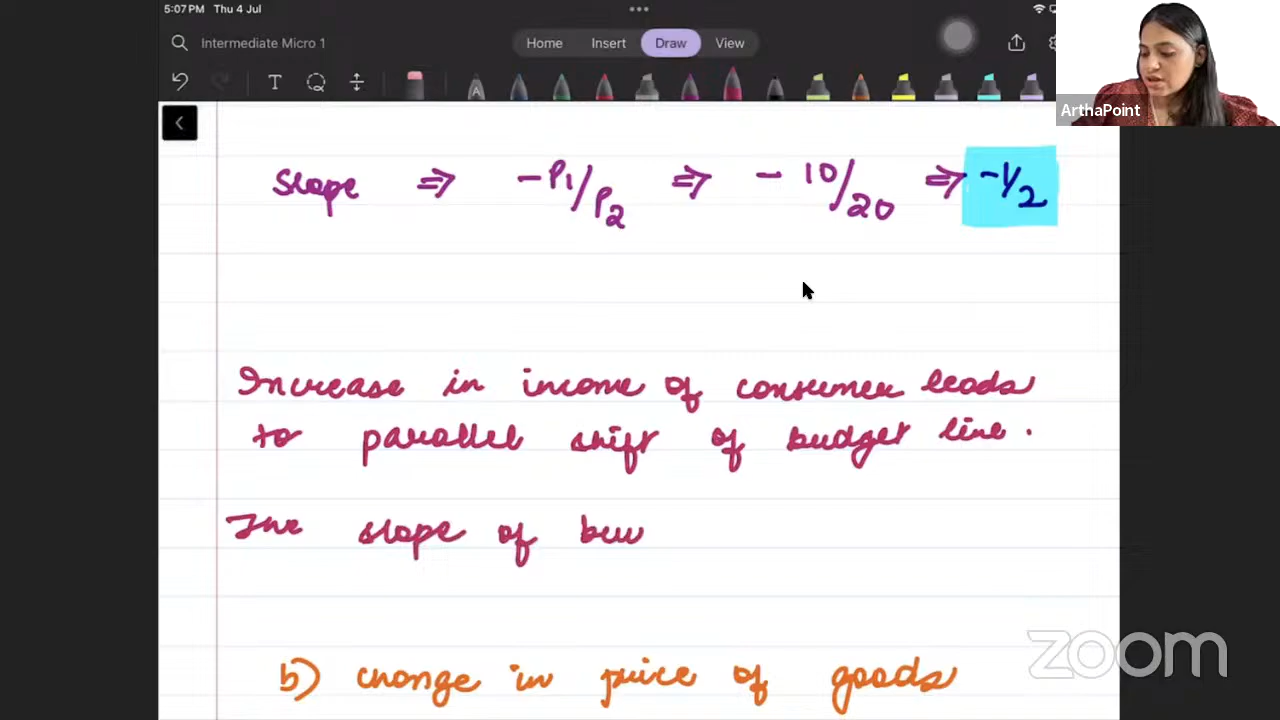 5:07 PM Thu 4 Jul
Intermediate Micro 1
Home Insert Draw View
ArthaPoint
Slope ⇒ -P1/P2 ⇒ - 10/20 ⇒ -1/2
Increase in income of consumer leads
to parallel shift of budget line.
The slope of
b) change in price of goods
zoom